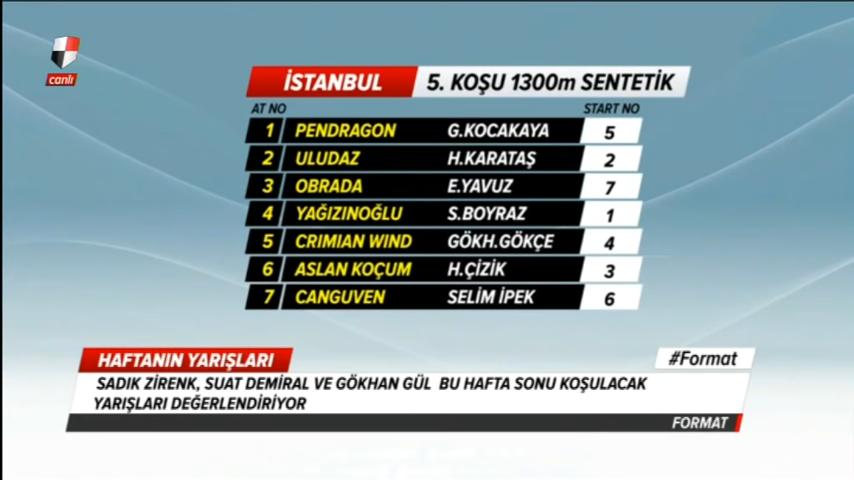 canlı
İSTANBUL 5. KOŞU 1300m SENTETİK
AT NO START NO
1 PENDRAGON G.KOCAKAYA 5
2 ULUDAZ H.KARATAŞ 2
3 OBRADA E.YAVUZ 7
4 YAĞIZINOĞLU S.BOYRAZ 1
5 CRIMIAN WIND GÖKH.GÖKÇE 4
6 ASLAN KOÇUM H.ÇİZİK 3
7 CANGUVEN SELİM İPEK 6
HAFTANIN YARIŞLARI #Format
SADIK ZİRENK, SUAT DEMİRAL VE GÖKHAN GÜL BU HAFTA SONU KOŞULACAK
YARIŞLARI DEĞERLENDİRİYOR
FORMAT